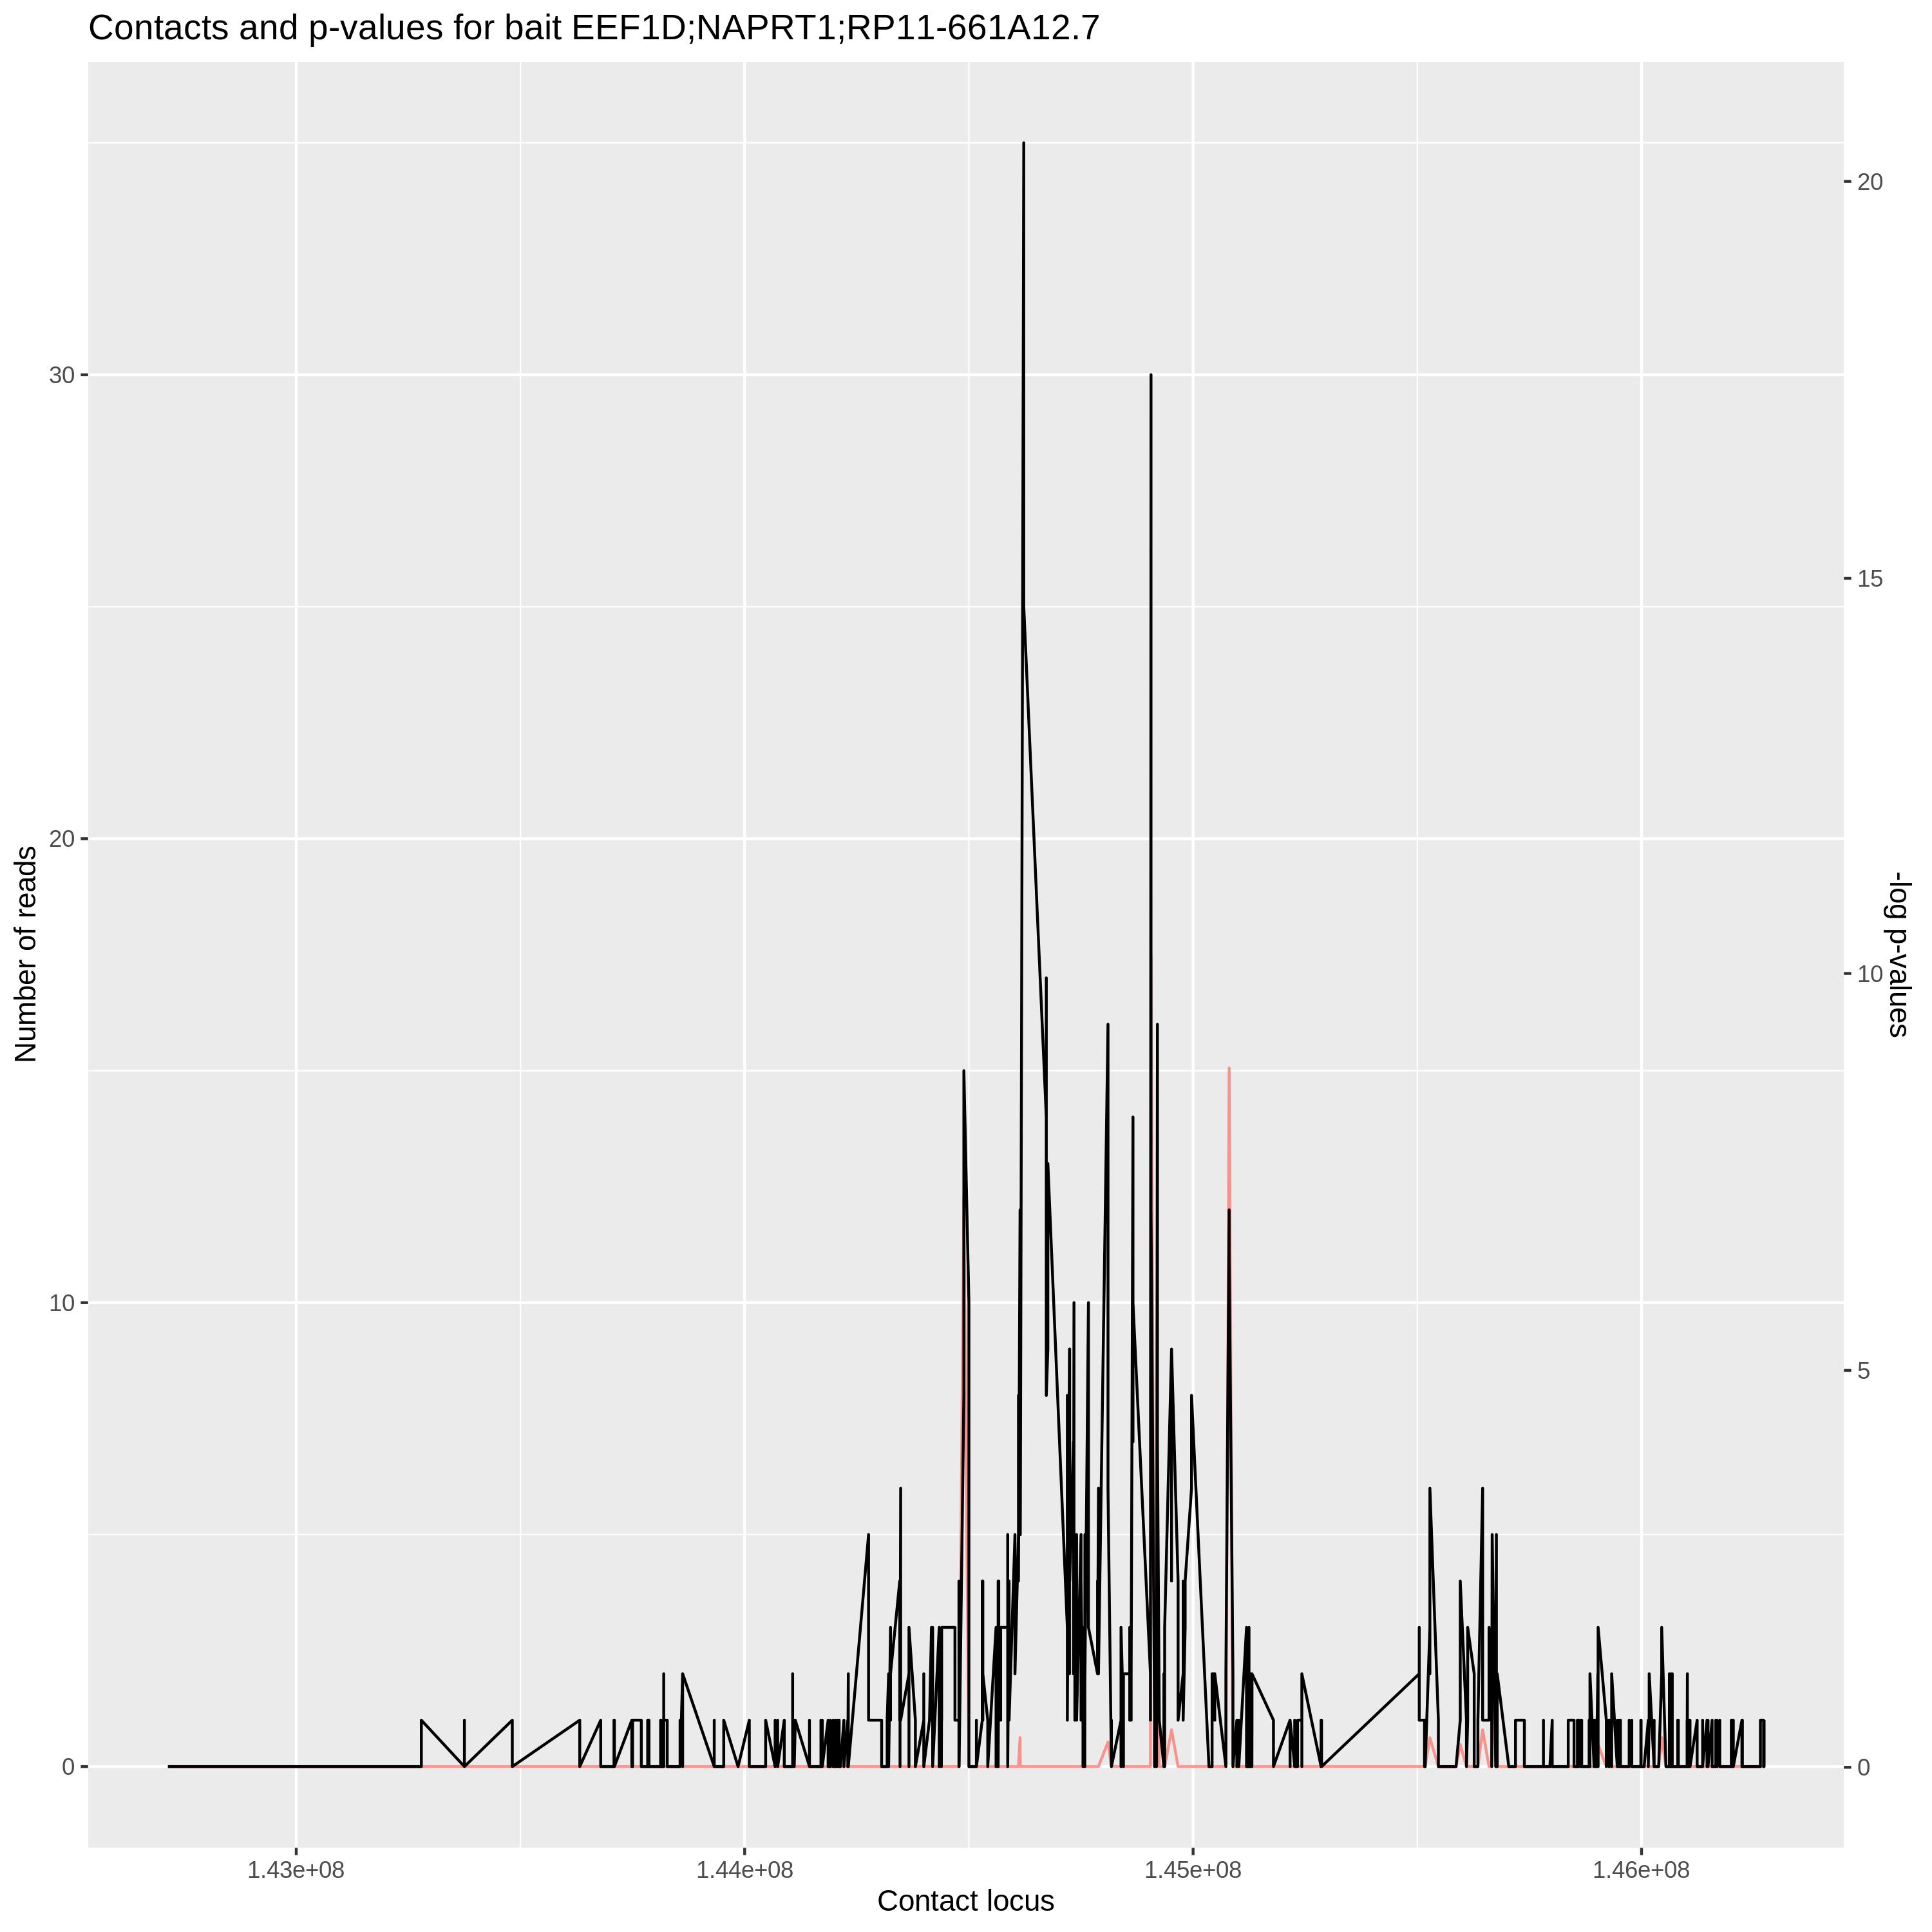 Contacts and p-values for bait EEF1D;NAPRT1;RP11-661A12.7
30
20
10
0
Number of reads
20
15
10
5
0
-log p-values
1.43e+08
1.44e+08
1.45e+08
1.46e+08
Contact locus